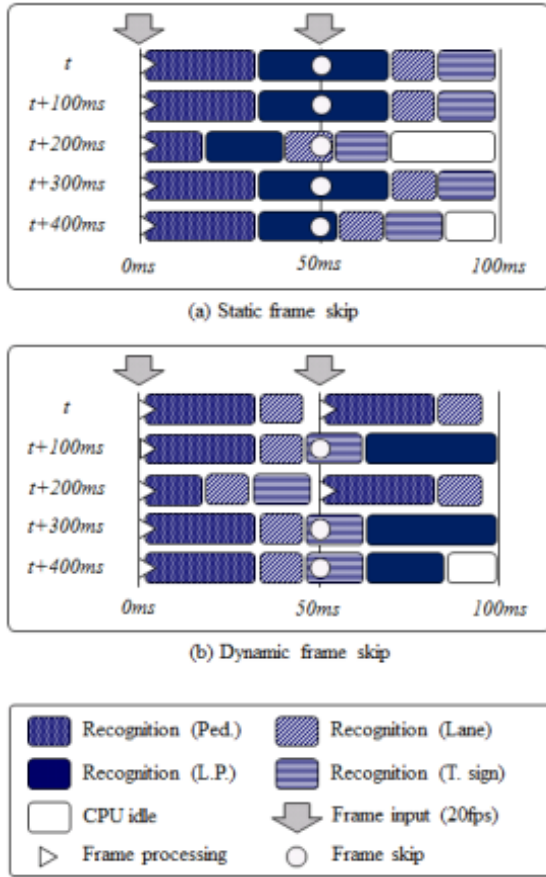 t
t+100ms
t+200ms
t+300ms
t+400ms
0ms 50ms 100ms
(a) Static frame skip
t
t+100ms
t+200ms
t+300ms
t+400ms
0ms 50ms 100ms
(b) Dynamic frame skip
Recognition (Ped.) Recognition (Lane)
Recognition (L.P.) Recognition (T. sign)
CPU idle Frame input (20fps)
Frame processing Frame skip